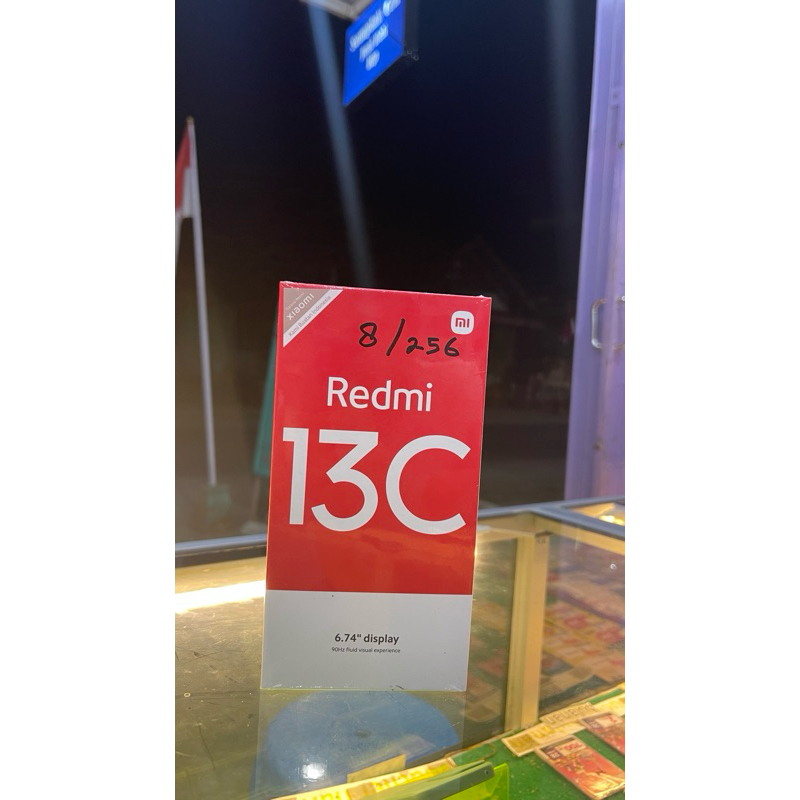 xiaomi
mi
8/256
Redmi
13C
6.74" display
90Hz fluid visual experience